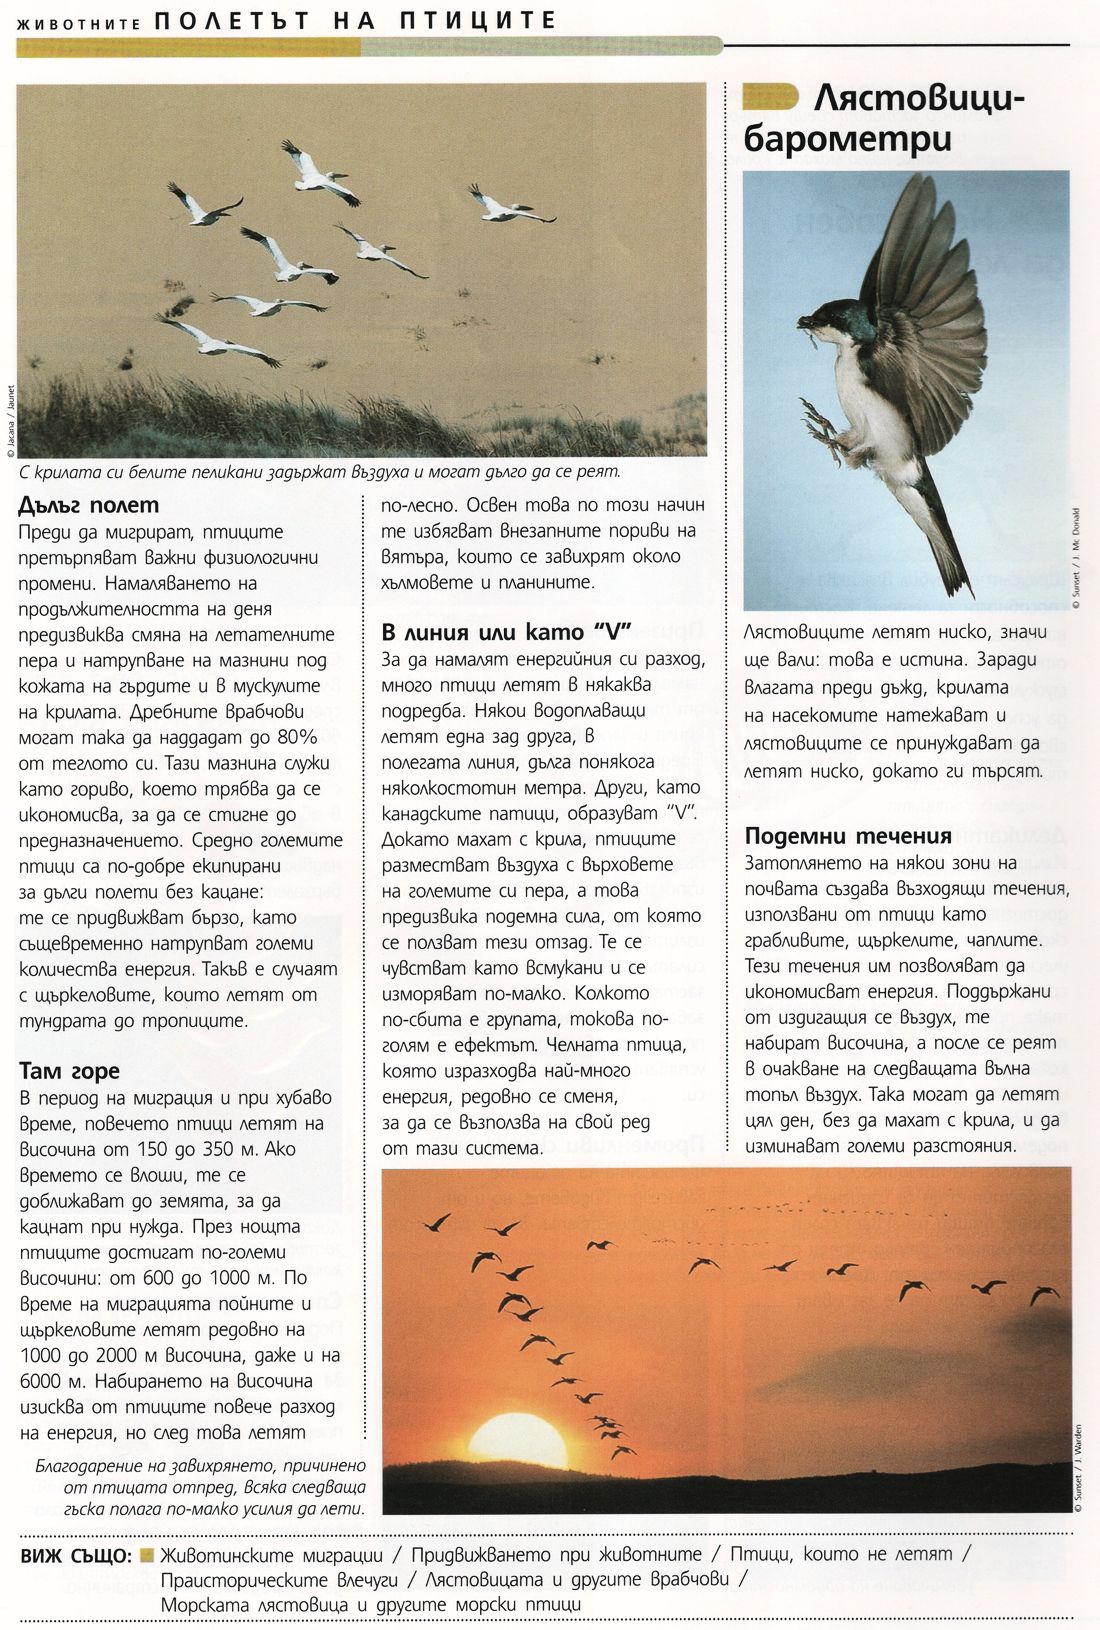 ЖИВОТНИТЕ ПОЛЕТЪТ НА ПТИЦИТЕ
© Jacana / Jaunet
С крилата си белите пеликани задържат въздуха и могат дълго да се реят.
Дълъг полет
Преди да мигрират, птиците
претърпяват важни физиологични
промени. Намаляването на
продължителността на деня
предизвиква смяна на летателните
пера и натрупване на мазнини под
кожата на гърдите и в мускулите
на крилата. Дребните врабчови
могат така да наддадат до 80%
от теглото си. Тази мазнина служи
като гориво, което трябва да се
икономисва, за да се стигне до
предназначението. Средно големите
птици са по-добре екипирани
за дълги полети без кацане:
те се придвижват бързо, като
същевременно натрупват големи
количества енергия. Такъв е случаят
с щъркеловите, които летят от
тундрата до тропиците.
Там горе
В период на миграция и при хубаво
време, повечето птици летят на
височина от 150 до 350 м. Ако
времето се влоши, те се
доближават до земята, за да
кацнат при нужда. През нощта
птиците достигат по-големи
височини: от 600 до 1000 м. По
време на миграцията пойните и
щъркеловите летят редовно на
1000 до 2000 м височина, даже и на
6000 м. Набирането на височина
изисква от птиците повече разход
на енергия, но след това летят
по-лесно. Освен това по този начин
те избягват внезапните пориви на
вятъра, които се завихрят около
хълмовете и планините.
В линия или като “V”
За да намалят енергийния си разход,
много птици летят в някаква
подредба. Някои водоплаващи
летят една зад друга, в
полегата линия, дълга понякога
няколкостотин метра. Други, като
канадските патици, образуват “V”.
Докато махат с крила, птиците
разместват въздуха с върховете
на големите си пера, а това
предизвика подемна сила, от която
се ползват тези отзад. Те се
чувстват като всмукани и се
изморяват по-малко. Колкото
по-сбита е групата, токова по-
голям е ефектът. Челната птица,
която изразходва най-много
енергия, редовно се сменя,
за да се възползва на свой ред
от тази система.
Лястовици-
барометри
© Sunset / J. Mc Donald
Лястовиците летят ниско, значи
ще вали: това е истина. Заради
влагата преди дъжд, крилата
на насекомите натежават и
лястовиците се принуждават да
летят ниско, докато ги търсят.
Подемни течения
Затоплянето на някои зони на
почвата създава възходящи течения,
използвани от птици като
грабливите, щъркелите, чаплите.
Тези течения им позволяват да
икономисват енергия. Поддържани
от издигащия се въздух, те
набират височина, а после се реят
в очакване на следващата вълна
топъл въздух. Така могат да летят
цял ден, без да махат с крила, и да
изминават големи разстояния.
© Sunset / J. Warden
Благодарение на завихрянето, причинено
от птицата отпред, всяка следваща
гъска полага по-малко усилия да лети.
ВИЖ СЪЩО: Животинските миграции / Придвижването при животните / Птици, които не летят /
Праисторическите влечуги / Лястовицата и другите врабчови /
Морската лястовица и другите морски птици